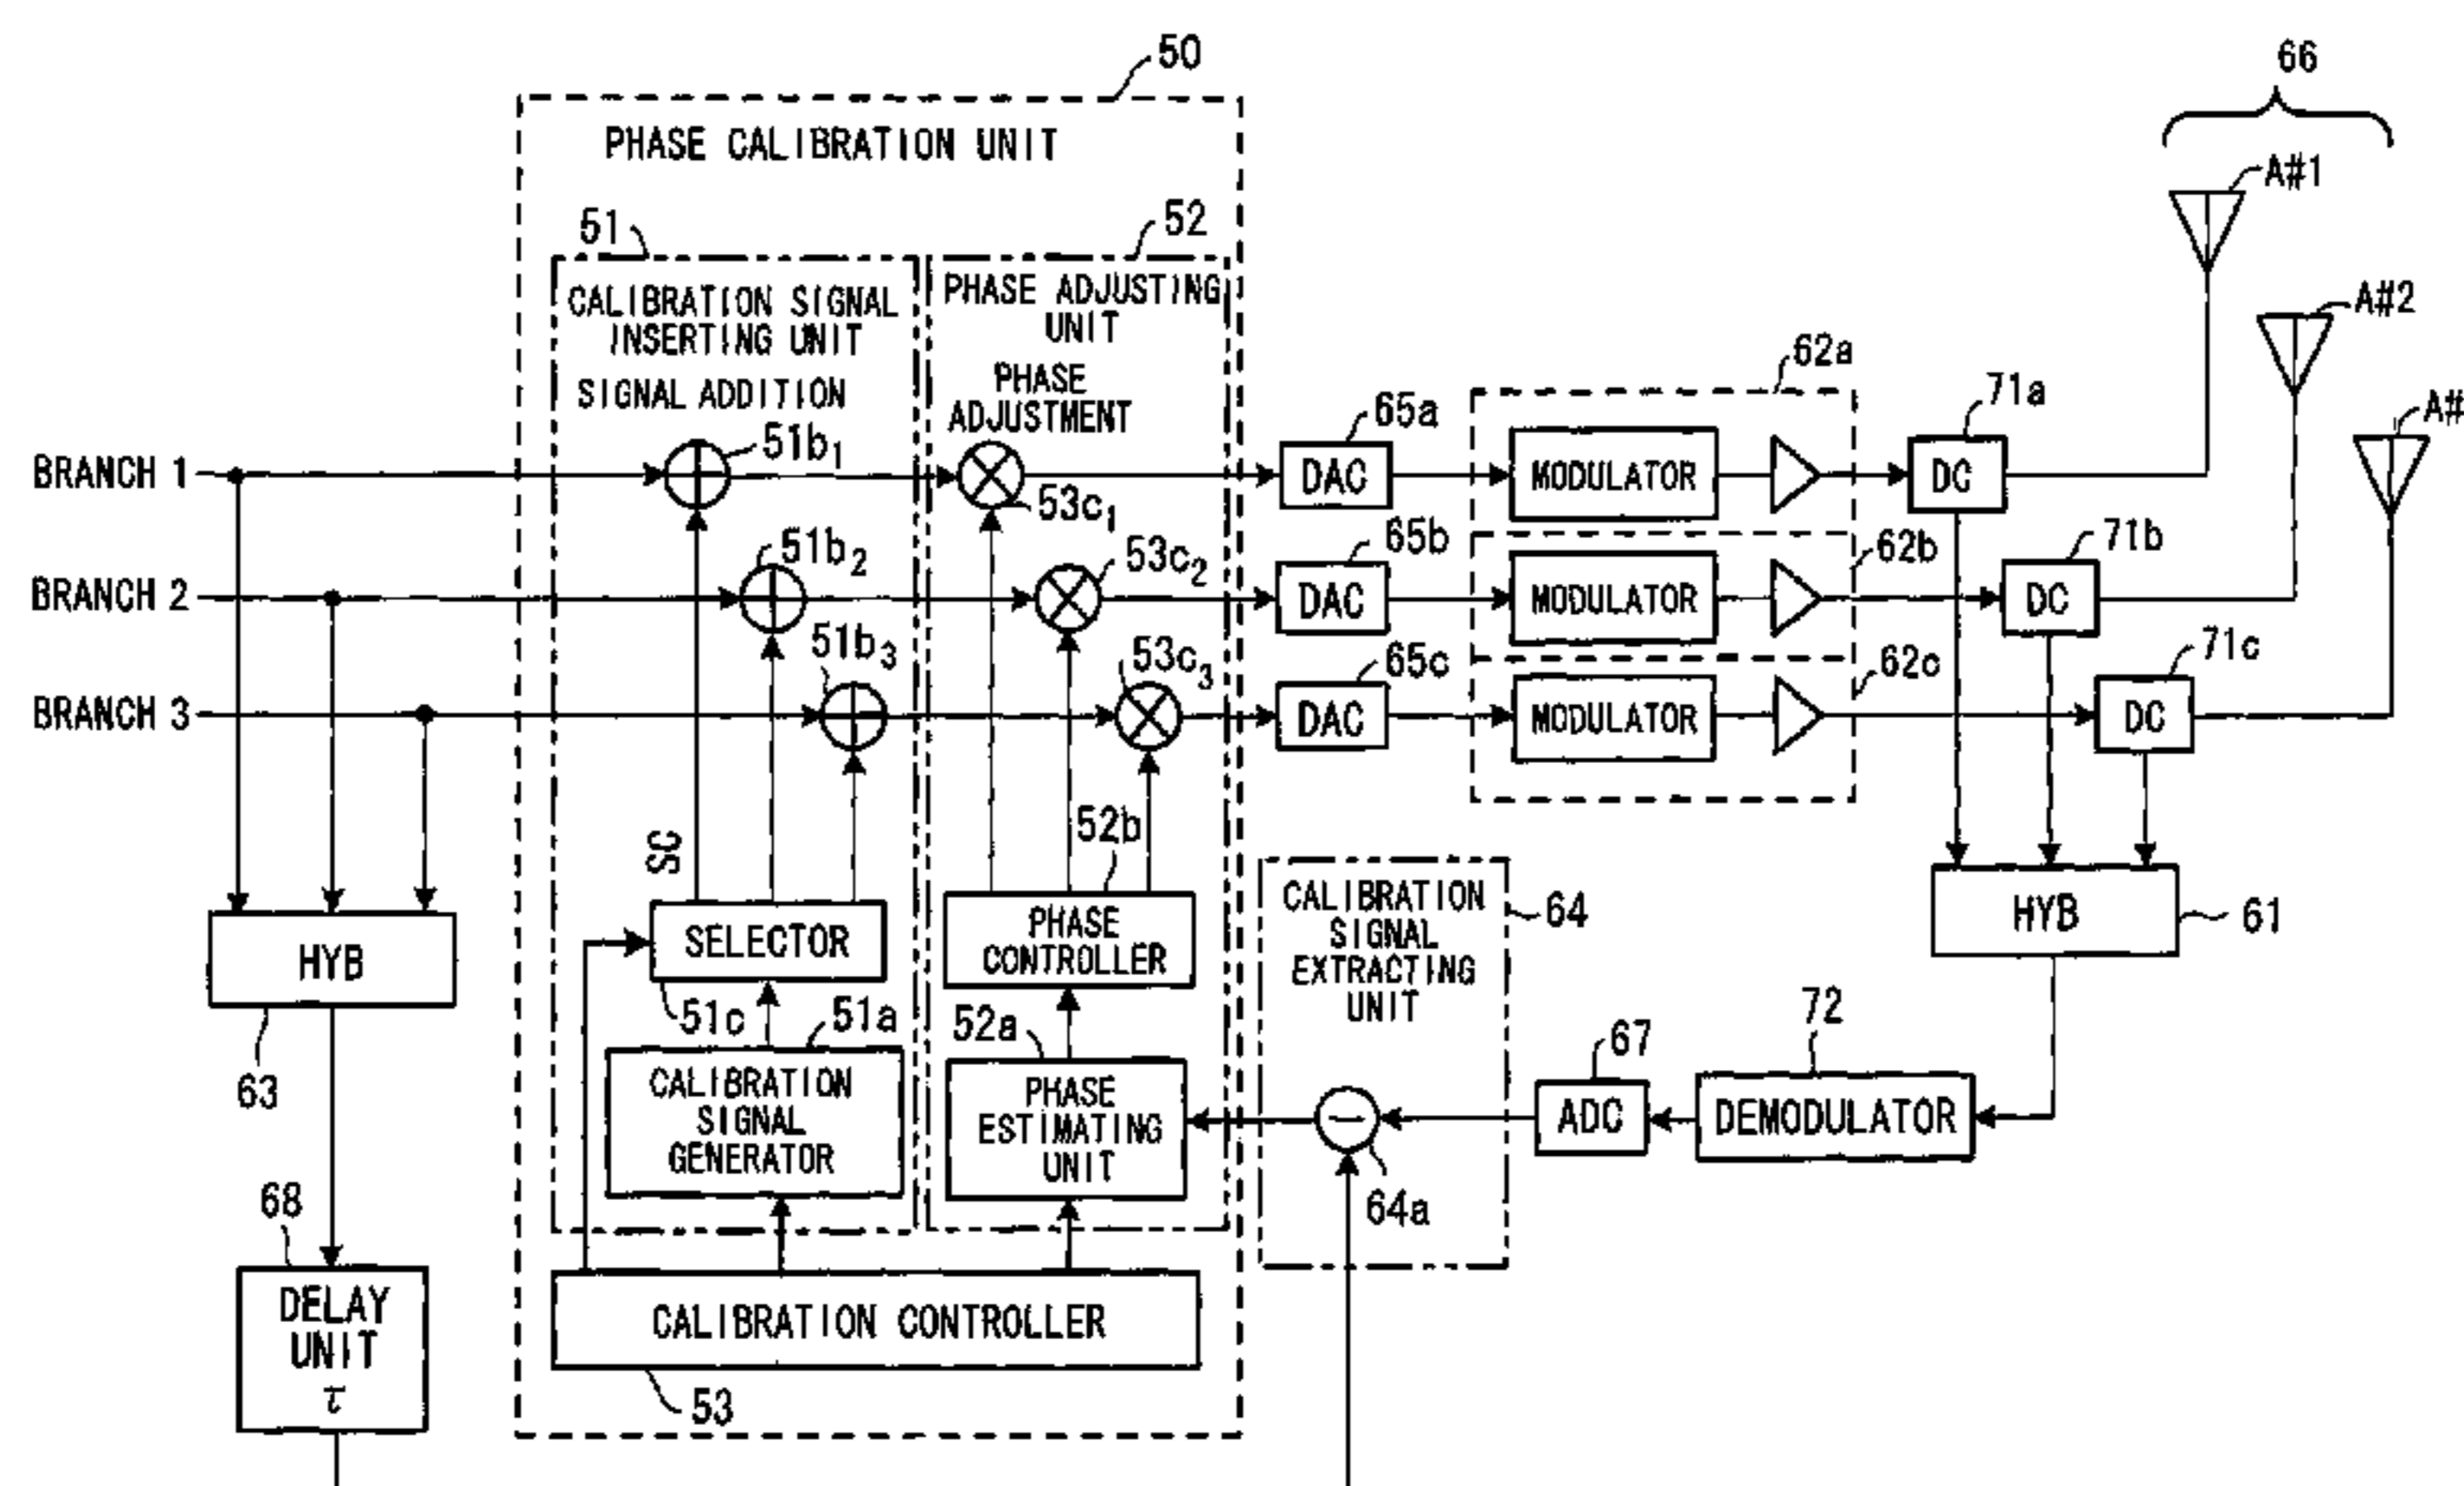 50
66
PHASE CALIBRATION UNIT
A#1
51
52
CALIBRATION SIGNAL
INSERTING UNIT
PHASE ADJUSTING
UNIT
A#2
SIGNAL ADDITION
PHASE
ADJUSTMENT
62a
71a
A#
65a
BRANCH 1
51b1
53c1
DAC
MODULATOR
DC
65b
62b
71b
BRANCH 2
51b2
53c2
DAC
MODULATOR
DC
65c
62c
71c
BRANCH 3
51b3
53c3
DAC
MODULATOR
DC
SC
52b
HYB
63
SELECTOR
51c
PHASE
CONTROLLER
CALIBRATION
SIGNAL
EXTRACTING
UNIT
64
HYB
61
51a
52a
CALIBRATION
SIGNAL
GENERATOR
PHASE
ESTIMATING
UNIT
64a
67
ADC
72
DEMODULATOR
68
DELAY
UNIT
τ
CALIBRATION CONTROLLER
53